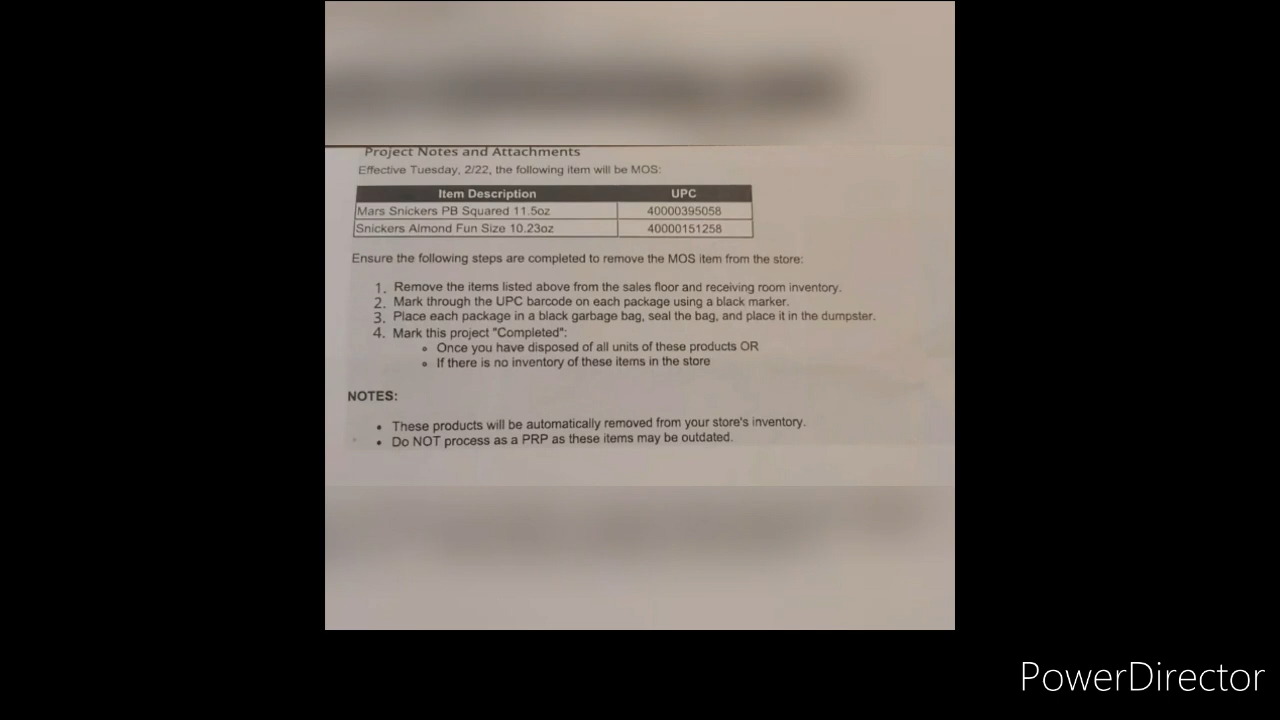 Project Notes and Attachments
Effective Tuesday, 2/22, the following item will be MOS:
Item Description UPC
Mars Snickers PB Squared 11.5oz 40000395058
Snickers Almond Fun Size 10.23oz 40000151258
Ensure the following steps are completed to remove the MOS item from the store:
1. Remove the items listed above from the sales floor and receiving room inventory.
2. Mark through the UPC barcode on each package using a black marker.
3. Place each package in a black garbage bag, seal the bag, and place it in the dumpster.
4. Mark this project "Completed":
◦ Once you have disposed of all units of these products OR
◦ If there is no inventory of these items in the store
NOTES:
• These products will be automatically removed from your store's inventory.
• Do NOT process as a PRP as these items may be outdated.
PowerDirector